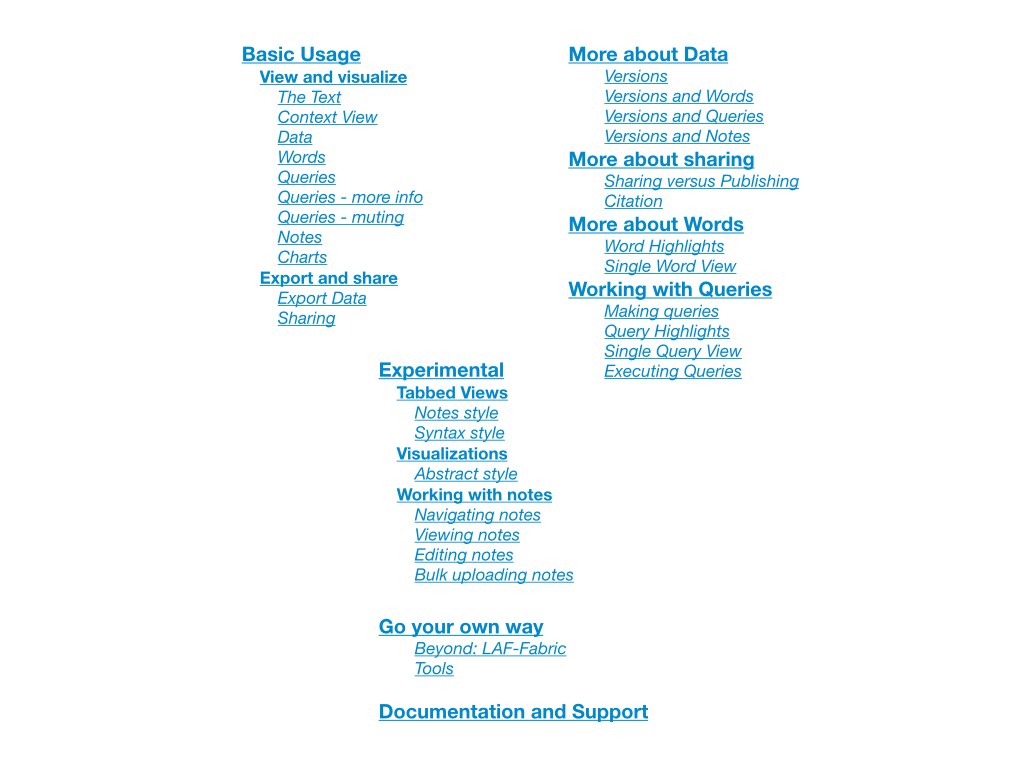 Basic Usage
View and visualize
The Text
Context View
Data
Words
Queries
Queries - more info
Queries - muting
Notes
Charts
Export and share
Export Data
Sharing
More about Data
Versions
Versions and Words
Versions and Queries
Versions and Notes
More about sharing
Sharing versus Publishing
Citation
More about Words
Word Highlights
Single Word View
Working with Queries
Making queries
Query Highlights
Single Query View
Executing Queries
Experimental
Tabbed Views
Notes style
Syntax style
Visualizations
Abstract style
Working with notes
Navigating notes
Viewing notes
Editing notes
Bulk uploading notes
Go your own way
Beyond: LAF-Fabric
Tools
Documentation and Support